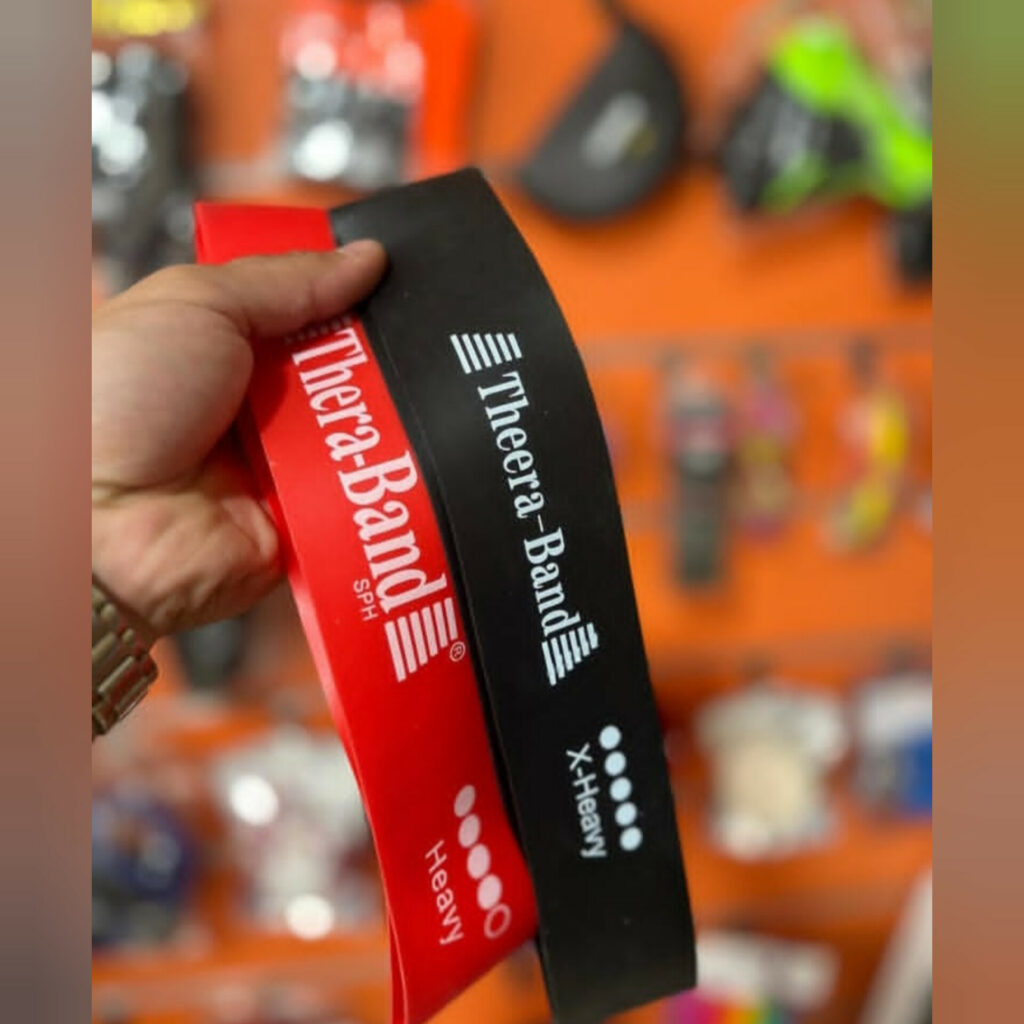 Thera-Band
SPH
®
Heavy
Theera-Band
X-Heavy